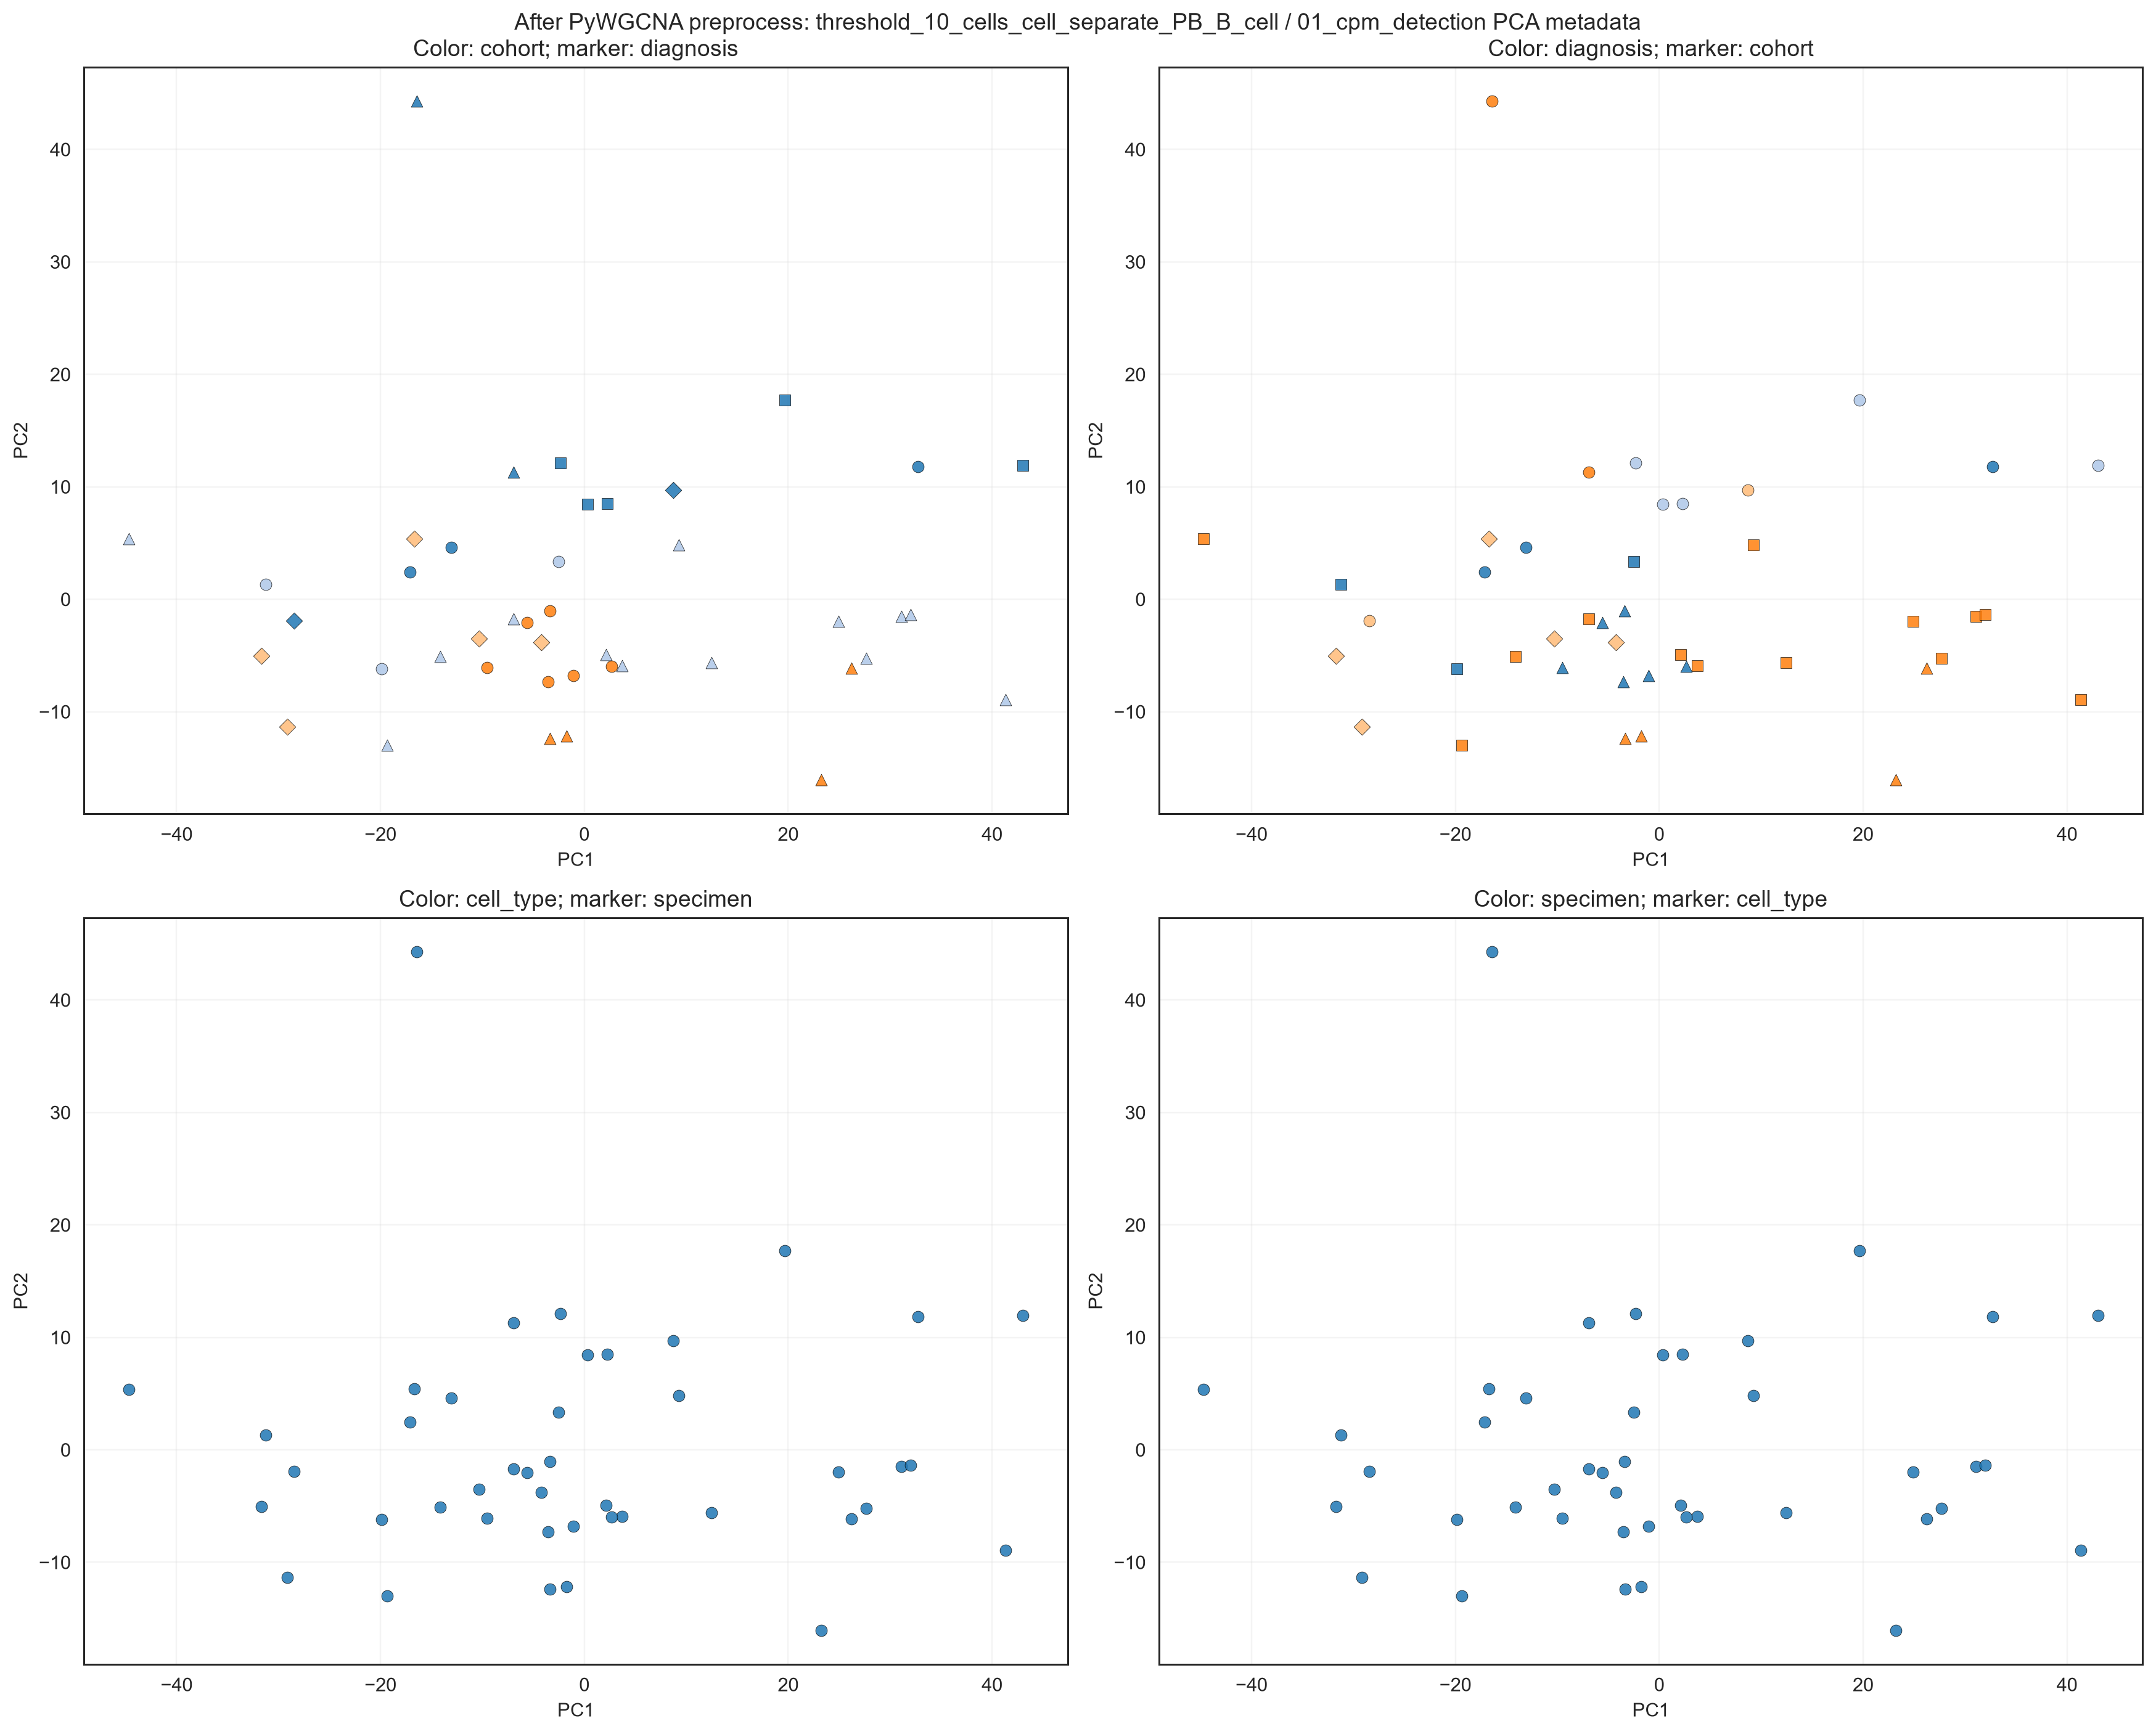 After PyWGCNA preprocess: threshold_10_cells_cell_separate_PB_B_cell / 01_cpm_detection PCA metadata
Color: cohort; marker: diagnosis
40
30
20
10
0
−10
PC2
−40 −20 0 20 40
PC1
Color: diagnosis; marker: cohort
40
30
20
10
0
−10
PC2
−40 −20 0 20 40
PC1
Color: cell_type; marker: specimen
40
30
20
10
0
−10
PC2
−40 −20 0 20 40
PC1
Color: specimen; marker: cell_type
40
30
20
10
0
−10
PC2
−40 −20 0 20 40
PC1